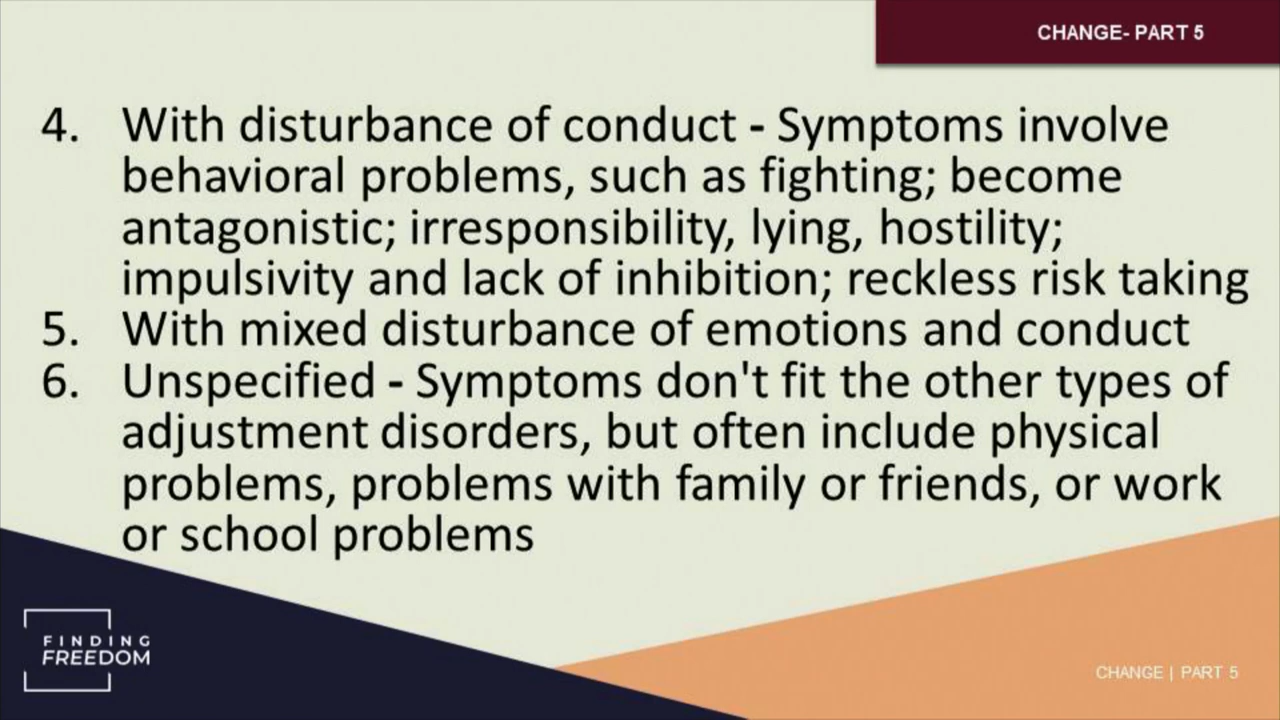 CHANGE- PART 5
4. With disturbance of conduct - Symptoms involve
behavioral problems, such as fighting; become
antagonistic; irresponsibility, lying, hostility;
impulsivity and lack of inhibition; reckless risk taking
5. With mixed disturbance of emotions and conduct
6. Unspecified - Symptoms don't fit the other types of
adjustment disorders, but often include physical
problems, problems with family or friends, or work
or school problems
FINDING
FREEDOM
CHANGE | PART 5